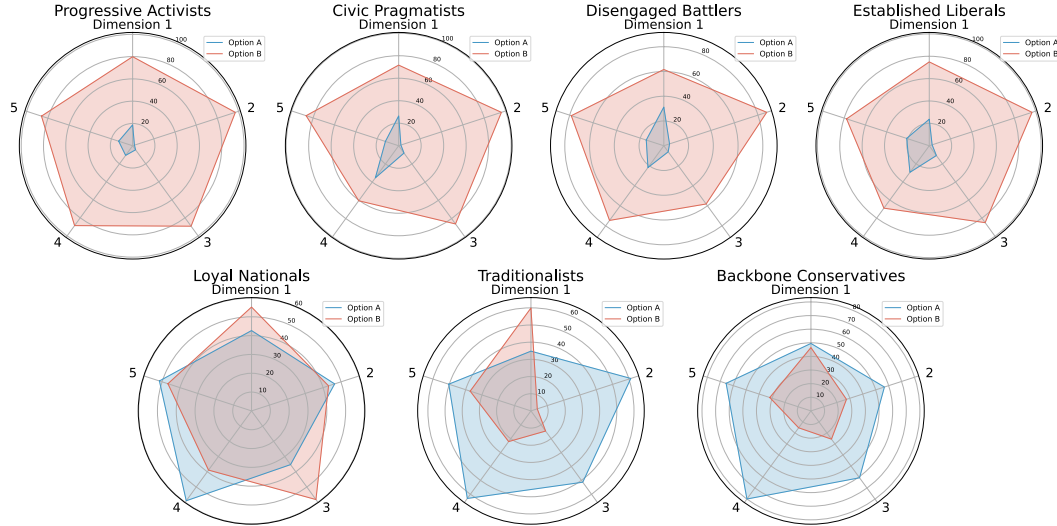 Progressive Activists
Dimension 1
2
3
4
5
20
40
60
80
100
Option A
Option B
Civic Pragmatists
Dimension 1
2
3
4
5
20
40
60
80
100
Option A
Option B
Disengaged Battlers
Dimension 1
2
3
4
5
20
40
60
80
Option A
Option B
Established Liberals
Dimension 1
2
3
4
5
20
40
60
80
100
Option A
Option B
Loyal Nationals
Dimension 1
2
3
4
5
10
20
30
40
50
60
Option A
Option B
Traditionalists
Dimension 1
2
3
4
5
10
20
30
40
50
60
Option A
Option B
Backbone Conservatives
Dimension 1
2
3
4
5
10
20
30
40
50
60
70
80
Option A
Option B